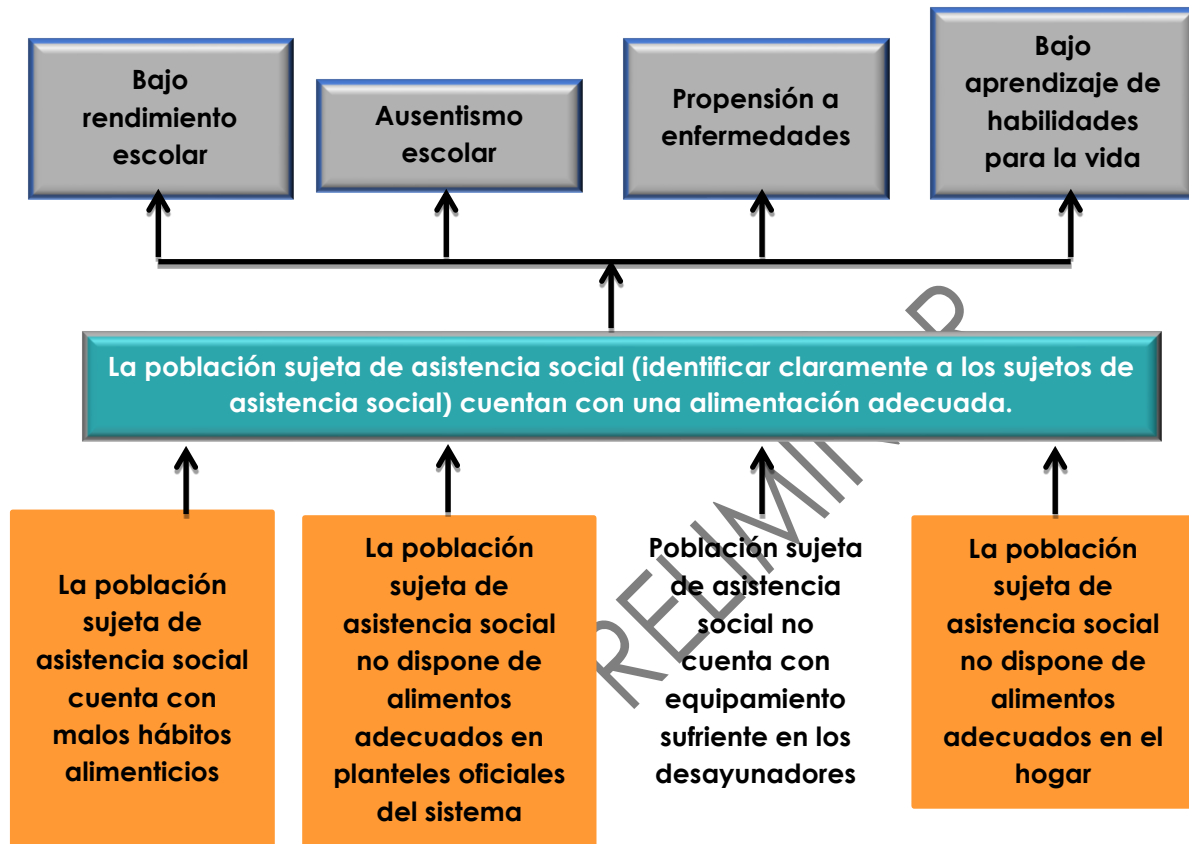 Bajo
rendimiento
escolar
Ausentismo
escolar
Propensión a
enfermedades
Bajo
aprendizaje de
habilidades
para la vida
La población sujeta de asistencia social (identificar claramente a los sujetos de
asistencia social) cuentan con una alimentación adecuada.
La población
sujeta de
asistencia social
cuenta con
malos hábitos
alimenticios
La población
sujeta de
asistencia social
no dispone de
alimentos
adecuados en
planteles oficiales
del sistema
Población sujeta
de asistencia
social no
cuenta con
equipamiento
sufriente en los
desayunadores
La población
sujeta de
asistencia social
no dispone de
alimentos
adecuados en el
hogar